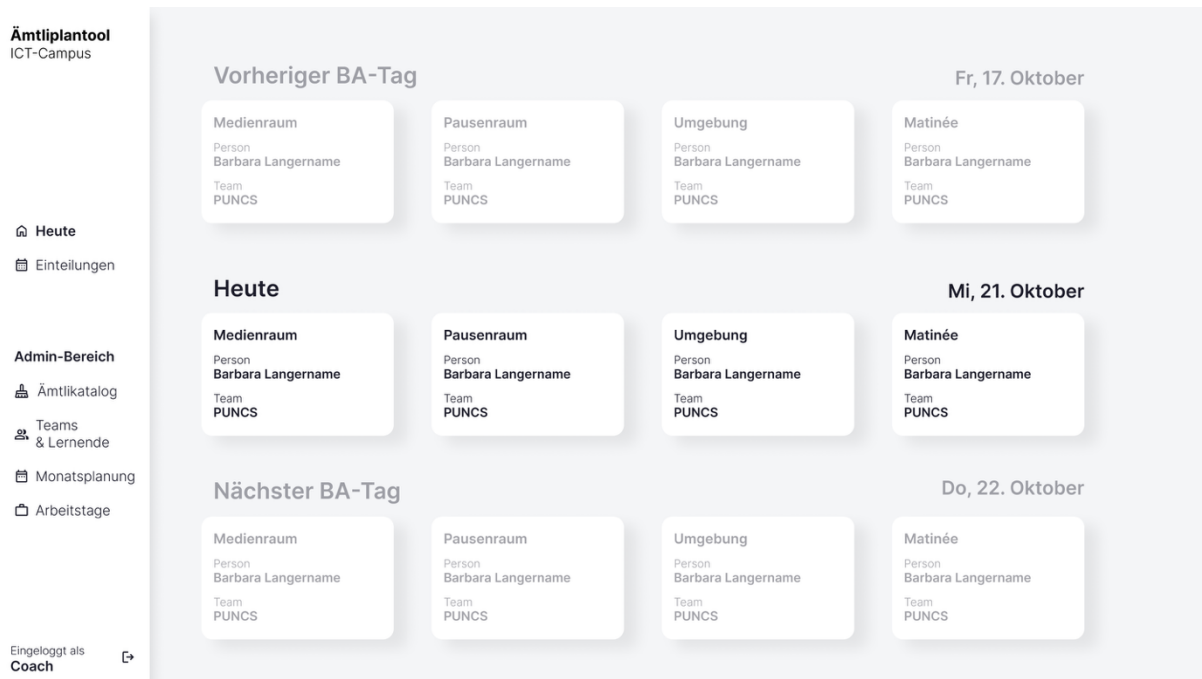 Ämtliplantool
ICT-Campus
Heute
Einteilungen
Admin-Bereich
Ämtlikatalog
Teams
& Lernende
Monatsplanung
Arbeitstage
Eingeloggt als
Coach
Vorheriger BA-Tag
Fr, 17. Oktober
Medienraum
Person
Barbara Langername
Team
PUNCS
Pausenraum
Person
Barbara Langername
Team
PUNCS
Umgebung
Person
Barbara Langername
Team
PUNCS
Matinée
Person
Barbara Langername
Team
PUNCS
Heute
Mi, 21. Oktober
Medienraum
Person
Barbara Langername
Team
PUNCS
Pausenraum
Person
Barbara Langername
Team
PUNCS
Umgebung
Person
Barbara Langername
Team
PUNCS
Matinée
Person
Barbara Langername
Team
PUNCS
Nächster BA-Tag
Do, 22. Oktober
Medienraum
Person
Barbara Langername
Team
PUNCS
Pausenraum
Person
Barbara Langername
Team
PUNCS
Umgebung
Person
Barbara Langername
Team
PUNCS
Matinée
Person
Barbara Langername
Team
PUNCS